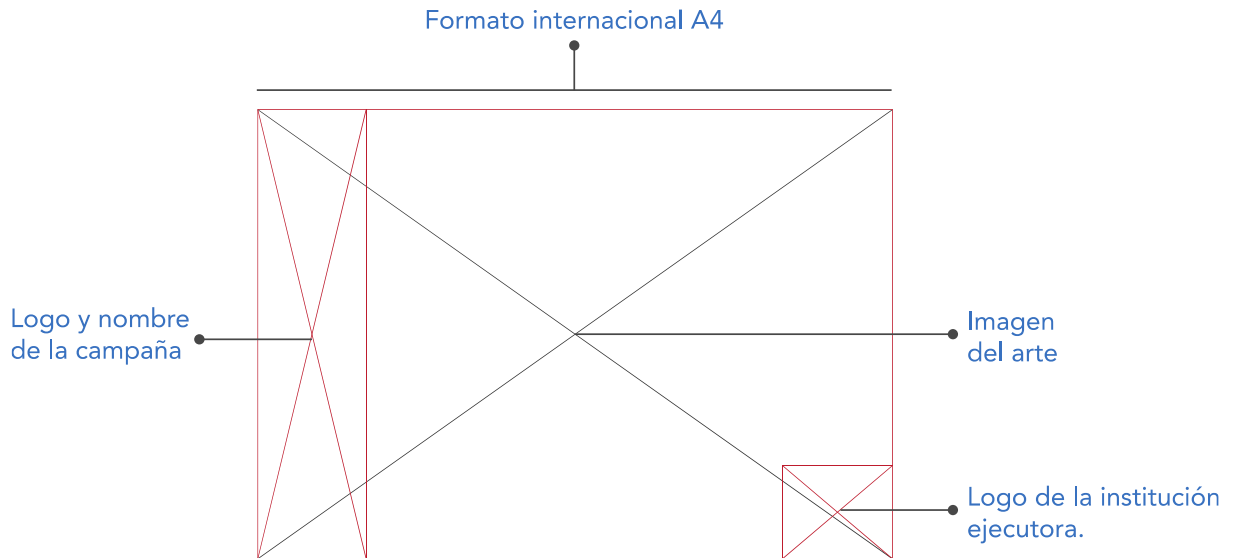 Formato internacional A4
Logo y nombre
de la campaña
Imagen
del arte
Logo de la institución
ejecutora.